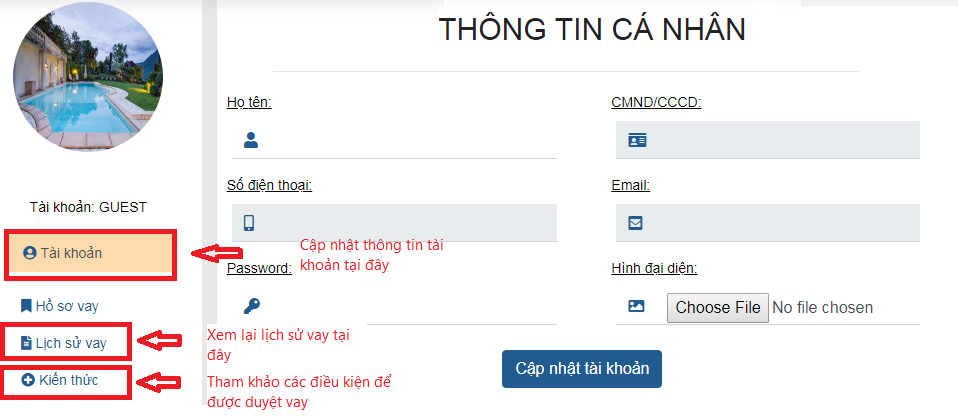 THÔNG TIN CÁ NHÂN
Họ tên:
CMND/CCCD:
Số điện thoại:
Email:
Tài khoản: GUEST
Tài khoản
Cập nhật thông tin tài
khoản tại đây
Password:
Hình đại diện:
Choose File No file chosen
Hồ sơ vay
Lịch sử vay
Xem lại lịch sử vay tại
đây
Cập nhật tài khoản
Kiến thức
Tham khảo các điều kiện để
được duyệt vay